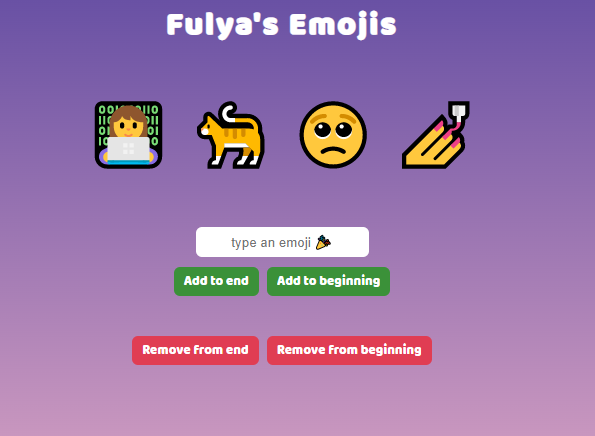 Fulya's Emojis
type an emoji 🎉
Add to end
Add to beginning
Remove from end
Remove from beginning